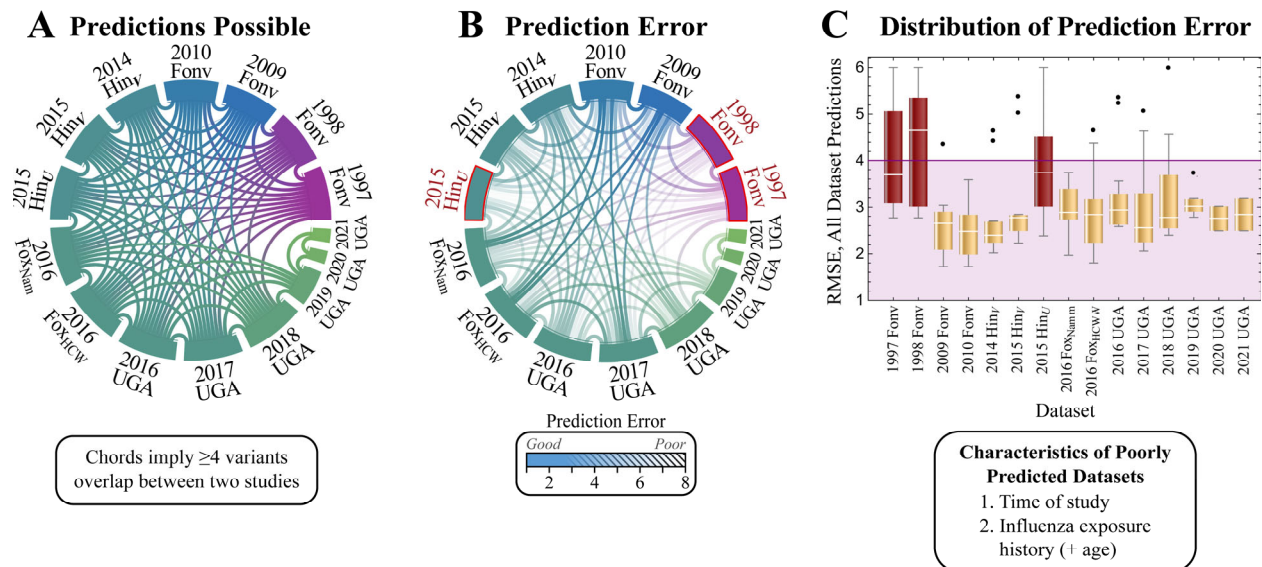 A Predictions Possible
2010 Fonv
2009 Fonv
1998 Fonv
1997 Fonv
2021 UGA
2020 UGA
2019 UGA
2018 UGA
2017 UGA
2016 UGA
2016 FoxHCW
2016 FoxNam
2015 HinU
2015 HinV
2014 HinV
Chords imply ≥4 variants
overlap between two studies
B Prediction Error
2010 Fonv
2009 Fonv
1998 Fonv
1997 Fonv
2021 UGA
2020 UGA
2019 UGA
2018 UGA
2017 UGA
2016 UGA
2016 FoxHCW
2016 FoxNam
2015 HinU
2015 HinV
2014 HinV
Prediction Error
Good Poor
2 4 6 8
C Distribution of Prediction Error
RMSE, All Dataset Predictions
6
5
4
3
2
1
1997 Fonv
1998 Fonv
2009 Fonv
2010 Fonv
2014 HinV
2015 HinV
2015 HinU
2016 FoxNamm
2016 FoxHCWW
2016 UGA
2017 UGA
2018 UGA
2019 UGA
2020 UGA
2021 UGA
Dataset
Characteristics of Poorly
Predicted Datasets
1. Time of study
2. Influenza exposure
history (+ age)